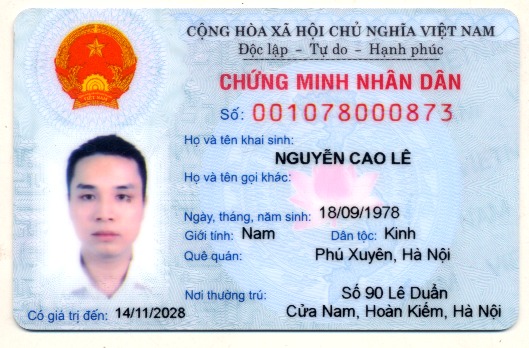 CỘNG HÒA XÃ HỘI CHỦ NGHĨA VIỆT NAM
Độc lập - Tự do - Hạnh phúc
CHỨNG MINH NHÂN DÂN
Số: 001078000873
Họ và tên khai sinh:
NGUYỄN CAO LÊ
Họ và tên gọi khác:
Ngày, tháng, năm sinh: 18/09/1978
Giới tính: Nam Dân tộc: Kinh
Quê quán: Phú Xuyên, Hà Nội
Nơi thường trú: Số 90 Lê Duẩn
Cửa Nam, Hoàn Kiếm, Hà Nội
Có giá trị đến: 14/11/2028